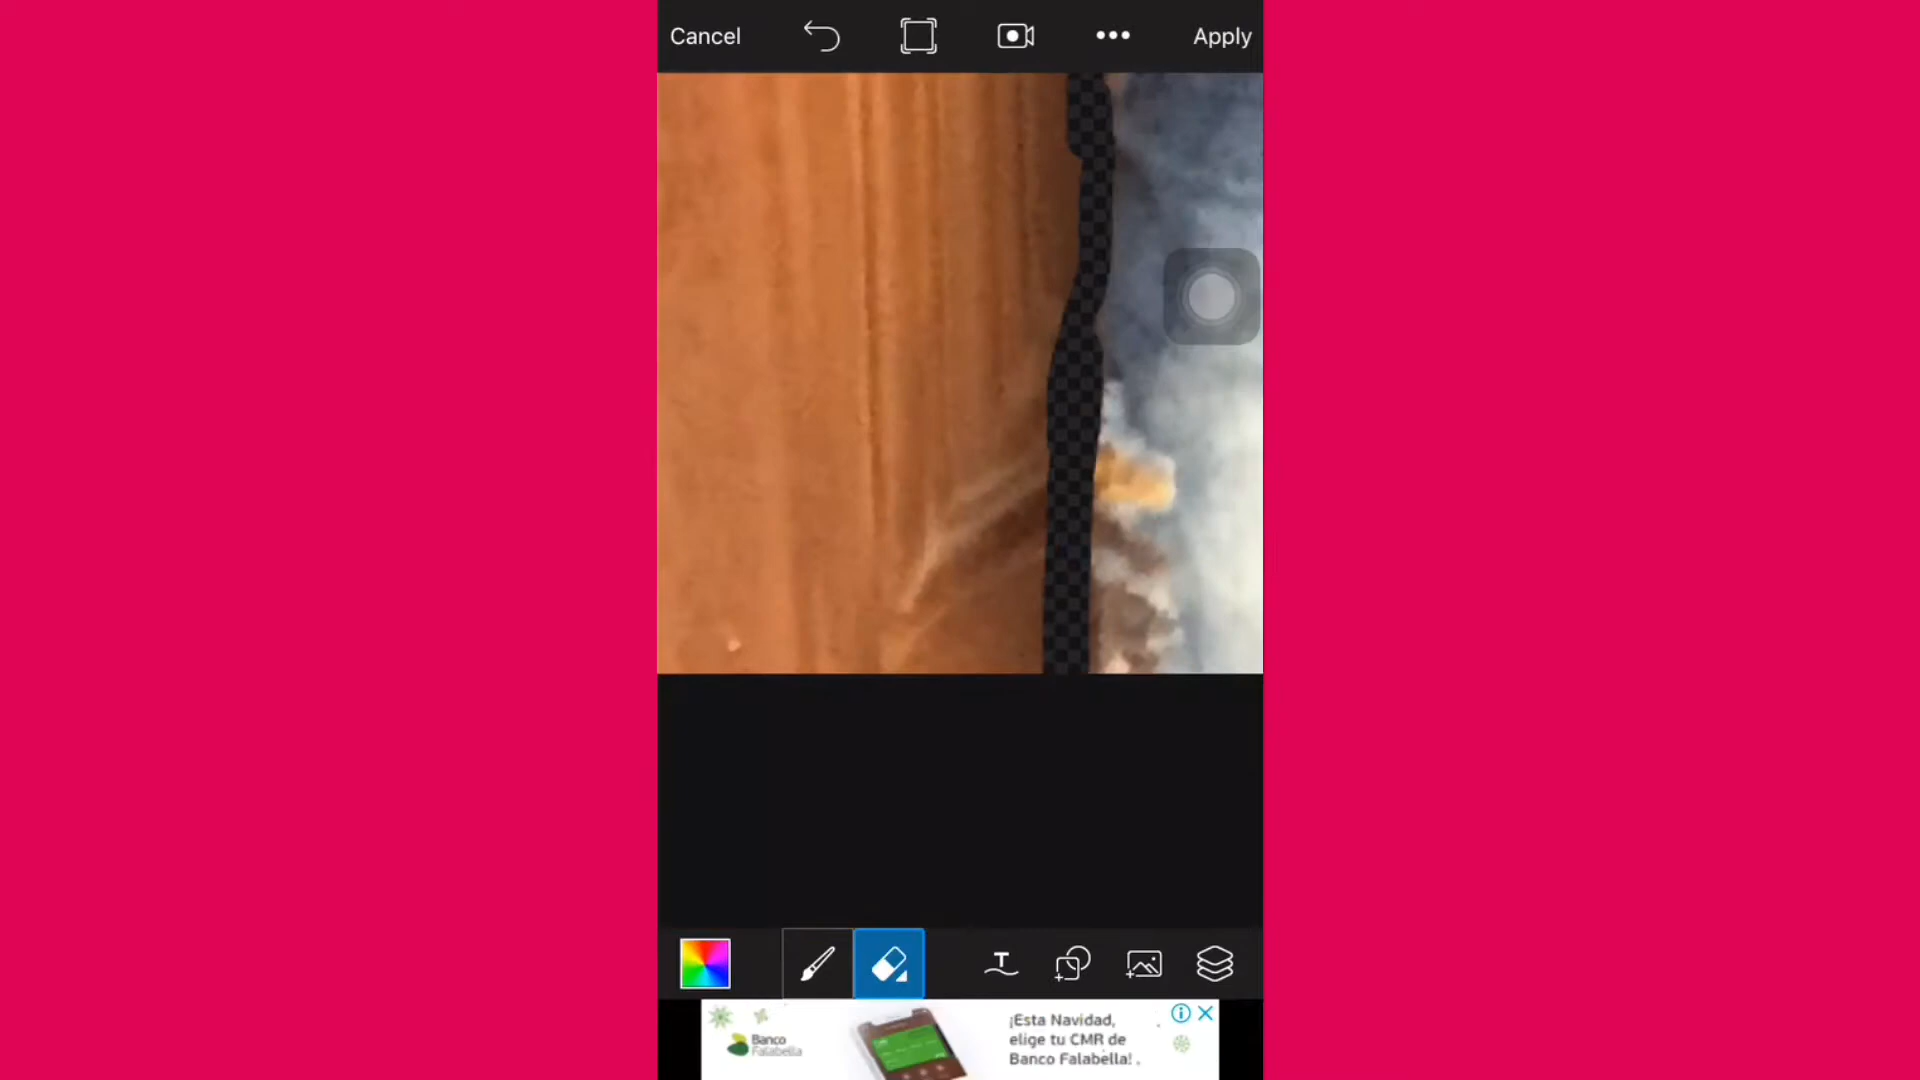 Cancel
Apply
T
Banco
Falabella
¡Esta Navidad,
elige tu CMR de
Banco Falabella!